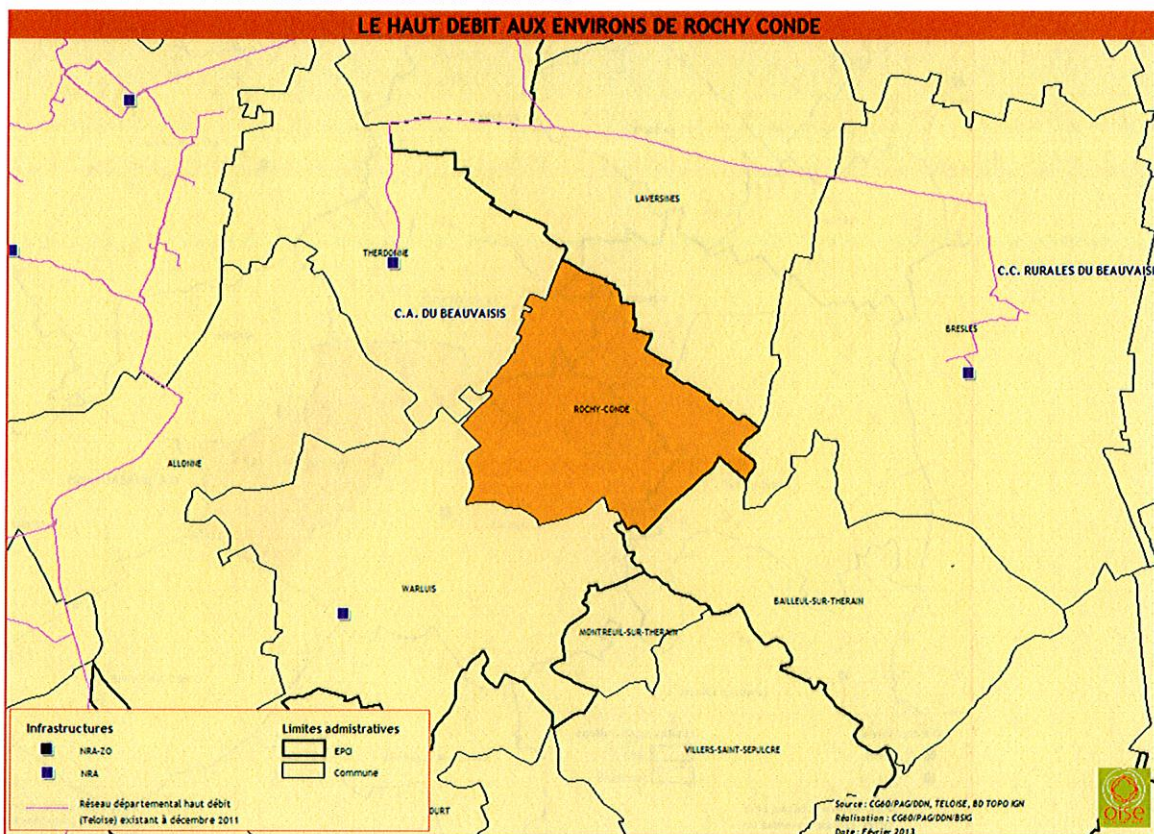 LE HAUT DEBIT AUX ENVIRONS DE ROCHY CONDE
LAVERSINES
THERDONNE
C.C. RURALES DU BEAUVAISI
C.A. DU BEAUVAISIS
BRESLES
ROCHY-CONDE
ALLONNE
WARLUIS
BAILLEUL-SUR-THERAIN
MONTREUIL-SUR-THERAIN
VILLERS-SAINT-SEPULCRE
OURT
Infrastructures
NRA-ZO
NRA
Réseau départemental haut débit
(Teloise) existant à décembre 2011
Limites admistratives
EPCI
Commune
Source : CG60/PAG/DDN, TELOISE, BD TOPO IGN
Réalisation : CG60/PAG/DDN/BSIG
Date : Février 2013
oise